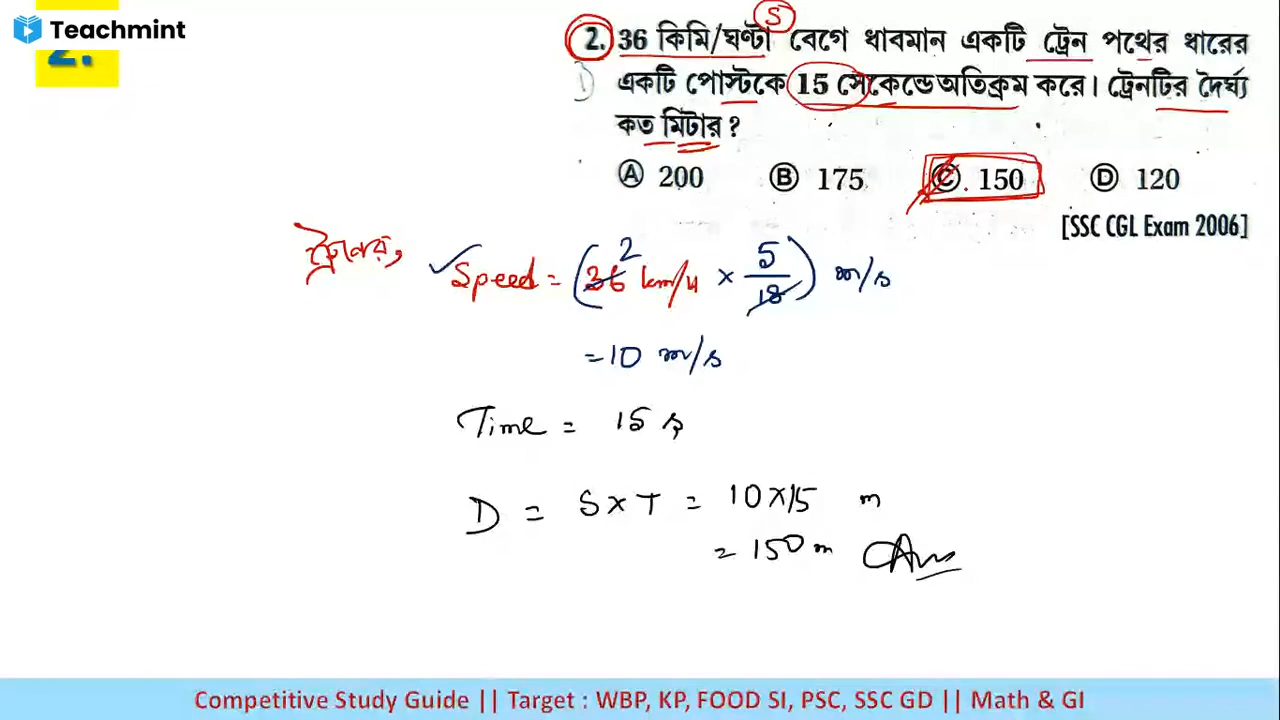 Teachmint
2.
S
2. 36 কিমি/ঘণ্টা বেগে ধাবমান একটি ট্রেন পথের ধারের
একটি পোস্টকে 15 সেকেন্ডে অতিক্রম করে। ট্রেনটির দৈর্ঘ্য
কত মিটার?
A 200 B 175 C 150 D 120
[SSC CGL Exam 2006]
ট্রেনের,
Speed = (36 km/h × 5/18) m/s
2
= 10 m/s
Time = 15 s
D = S × T = 10 × 15 m
= 150 m Ans
Competitive Study Guide || Target : WBP, KP, FOOD SI, PSC, SSC GD || Math & GI